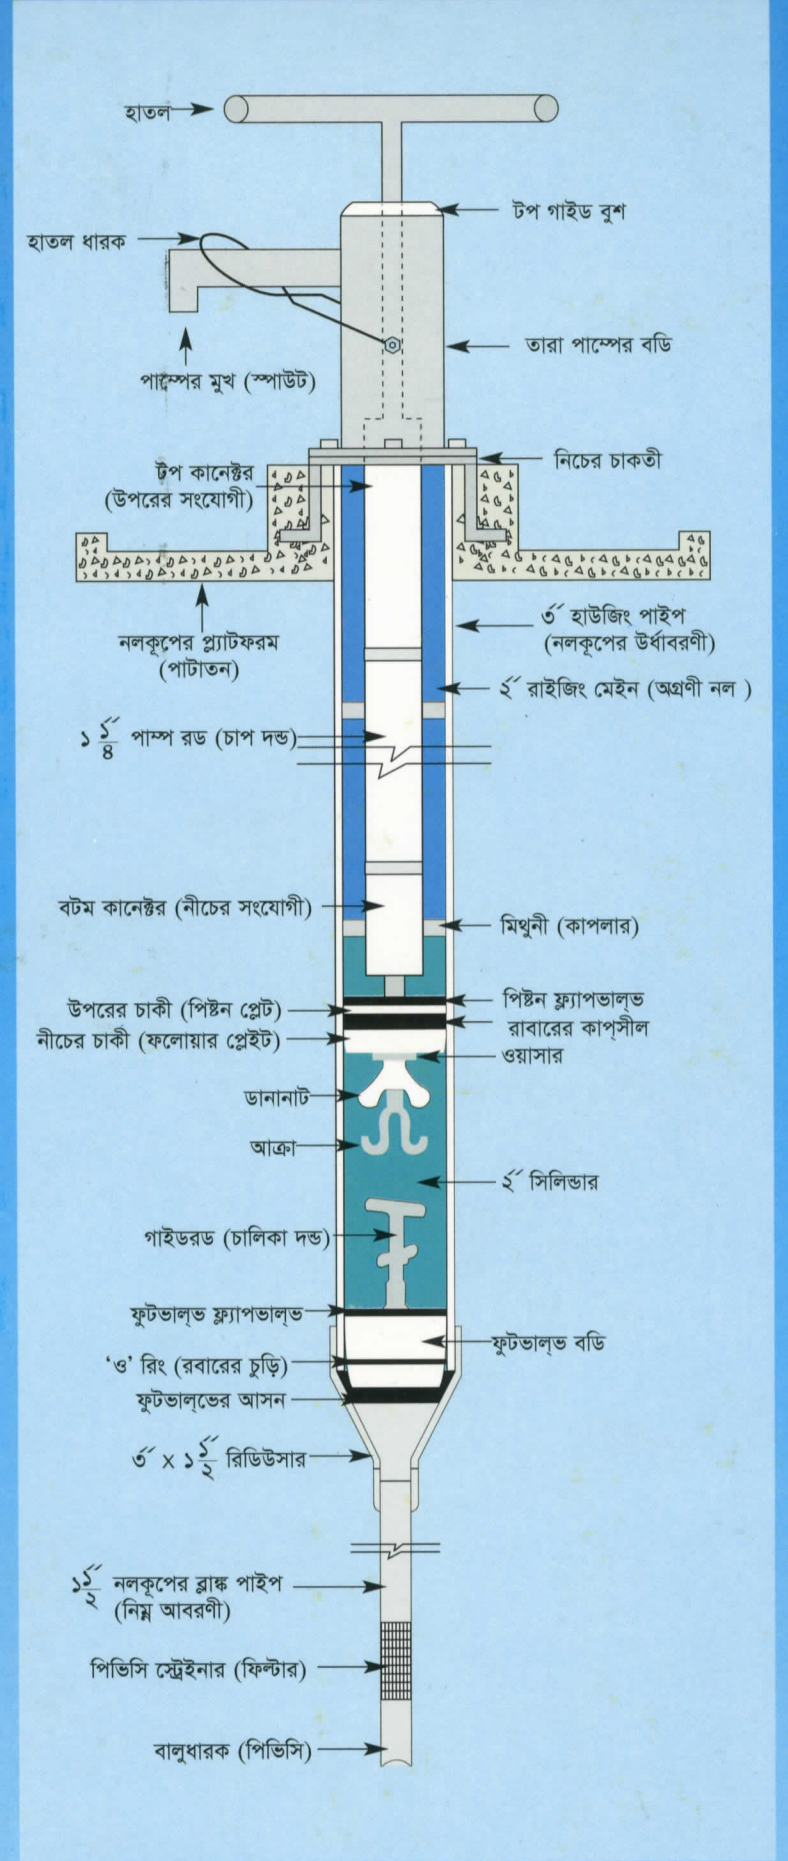 হাতল
টপ গাইড বুশ
হাতল ধারক
তারা পাম্পের বডি
পাম্পের মুখ (স্পাউট)
নিচের চাকতী
টপ কানেক্টর
(উপরের সংযোগী)
৩˝ হাউজিং পাইপ
(নলকূপের উর্ধাবরণী)
নলকূপের প্ল্যাটফরম
(পাটাতন)
২˝ রাইজিং মেইন (অগ্রণী নল )
১ ১˝/৪ পাম্প রড (চাপ দন্ড)
বটম কানেক্টর (নীচের সংযোগী)
মিথুনী (কাপলার)
পিষ্টন ফ্ল্যাপভাল্ভ
উপরের চাকী (পিষ্টন প্লেট)
রাবারের কাপ্সীল
নীচের চাকী (ফলোয়ার প্লেইট)
ওয়াসার
ডানানাট
আক্রা
২˝ সিলিন্ডার
গাইডরড (চালিকা দন্ড)
ফুটভাল্ভ ফ্ল্যাপভাল্ভ
ফুটভাল্ভ বডি
‘ও’ রিং (রবারের চুড়ি)
ফুটভাল্ভের আসন
৩˝ x ১ ১˝/২ রিডিউসার
১ ১˝/২ নলকূপের ব্লাঙ্ক পাইপ
(নিম্ন আবরণী)
পিভিসি স্ট্রেইনার (ফিল্টার)
বালুধারক (পিভিসি)